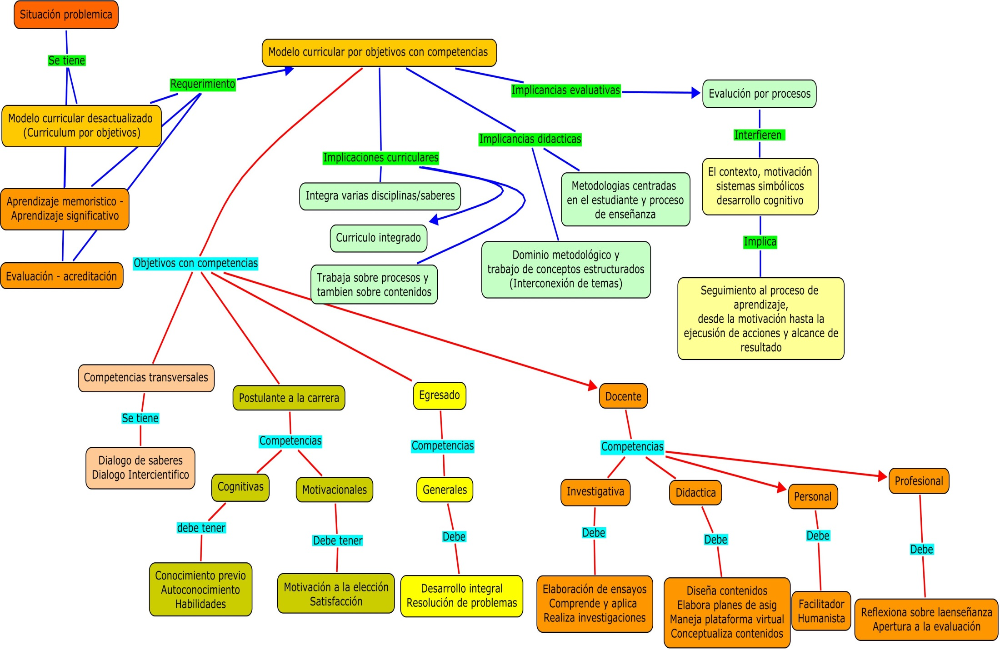 Situación problemica
Se tiene
Modelo curricular por objetivos con competencias
Requerimiento
Implicancias evaluativas
Evalución por procesos
Modelo curricular desactualizado
(Curriculum por objetivos)
Interfieren
Implicancias didacticas
Implicaciones curriculares
El contexto, motivación
sistemas simbólicos
desarrollo cognitivo
Metodologias centradas
en el estudiante y proceso
de enseñanza
Integra varias disciplinas/saberes
Aprendizaje memoristico -
Aprendizaje significativo
Curriculo integrado
Implica
Dominio metodológico y
trabajo de conceptos estructurados
(Interconexión de temas)
Objetivos con competencias
Evaluación - acreditación
Trabaja sobre procesos y
tambien sobre contenidos
Seguimiento al proceso de
aprendizaje,
desde la motivación hasta la
ejecusión de acciones y alcance de
resultado
Competencias transversales
Postulante a la carrera
Egresado
Docente
Se tiene
Competencias
Competencias
Competencias
Dialogo de saberes
Dialogo Intercientifico
Cognitivas
Motivacionales
Generales
Investigativa
Didactica
Personal
Profesional
debe tener
Debe tener
Debe
Debe
Debe
Debe
Debe
Conocimiento previo
Autoconocimiento
Habilidades
Motivación a la elección
Satisfacción
Desarrollo integral
Resolución de problemas
Elaboración de ensayos
Comprende y aplica
Realiza investigaciones
Diseña contenidos
Elabora planes de asig
Maneja plataforma virtual
Conceptualiza contenidos
Facilitador
Humanista
Reflexiona sobre laenseñanza
Apertura a la evaluación